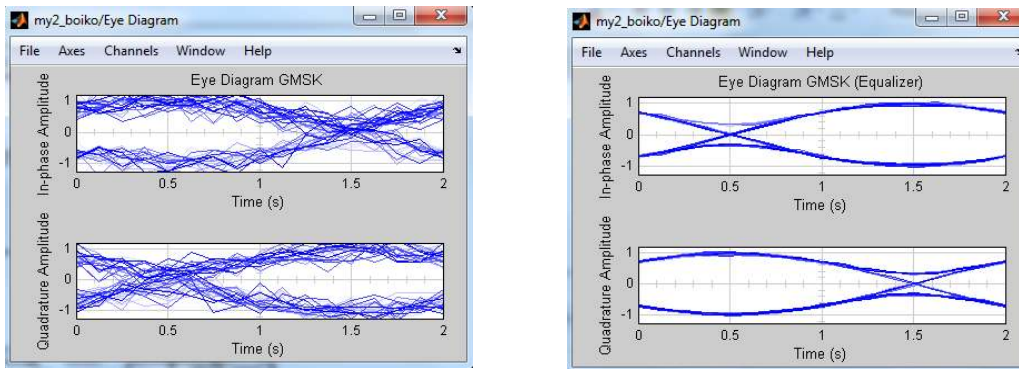 my2_boiko/Eye Diagram
File Axes Channels Window Help
Eye Diagram GMSK
In-phase Amplitude
1
0
-1
0 0.5 1 1.5 2
Time (s)
Quadrature Amplitude
1
0
-1
0 0.5 1 1.5 2
Time (s)
my2_boiko/Eye Diagram
File Axes Channels Window Help
Eye Diagram GMSK (Equalizer)
In-phase Amplitude
1
0
-1
0 0.5 1 1.5 2
Time (s)
Quadrature Amplitude
1
0
-1
0 0.5 1 1.5 2
Time (s)